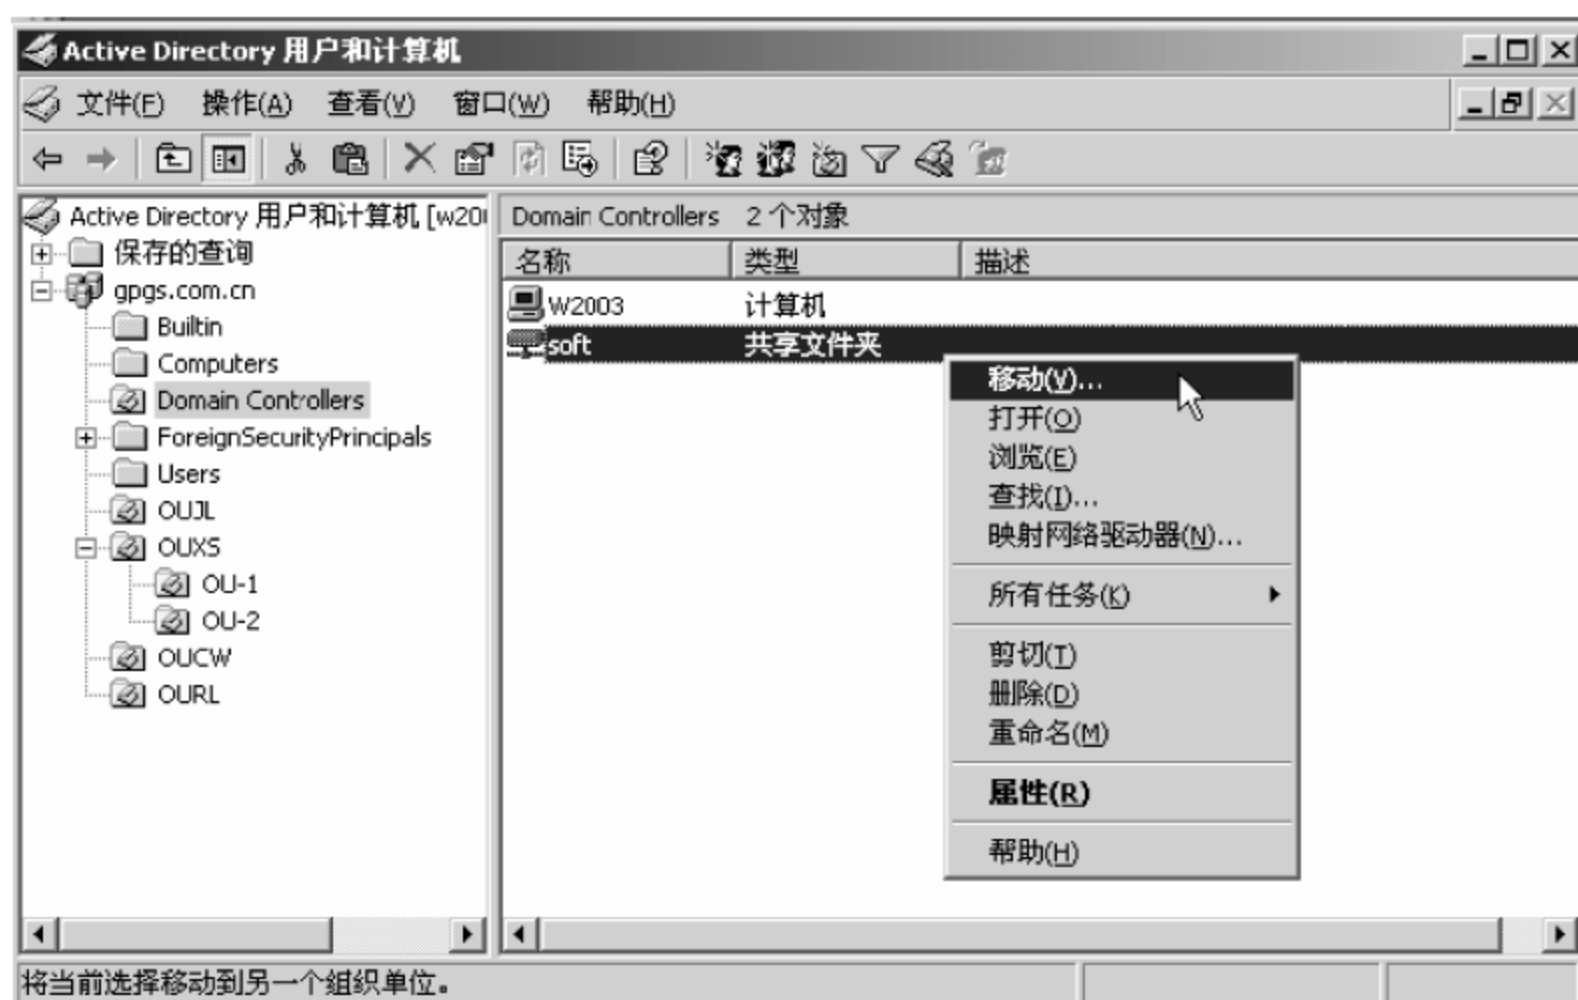 Active Directory 用户和计算机
文件(F) 操作(A) 查看(V) 窗口(W) 帮助(H)
Active Directory 用户和计算机 [w20
保存的查询
gpgs.com.cn
Builtin
Computers
Domain Controllers
ForeignSecurityPrincipals
Users
OUJL
OUXS
OU-1
OU-2
OUCW
OURL
Domain Controllers 2 个对象
名称 类型 描述
W2003 计算机
soft 共享文件夹
移动(V)...
打开(O)
浏览(E)
查找(I)...
映射网络驱动器(N)...
所有任务(K)
剪切(T)
删除(D)
重命名(M)
属性(R)
帮助(H)
将当前选择移动到另一个组织单位。